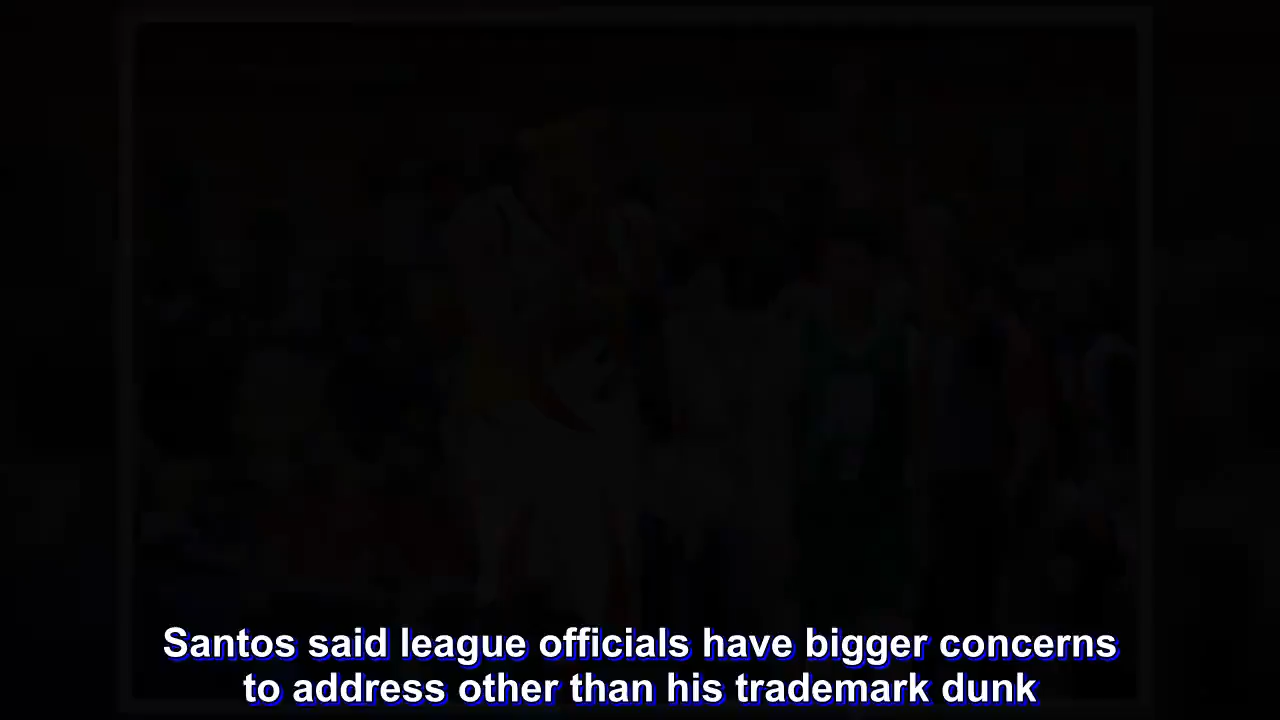 Santos said league officials have bigger concerns
to address other than his trademark dunk